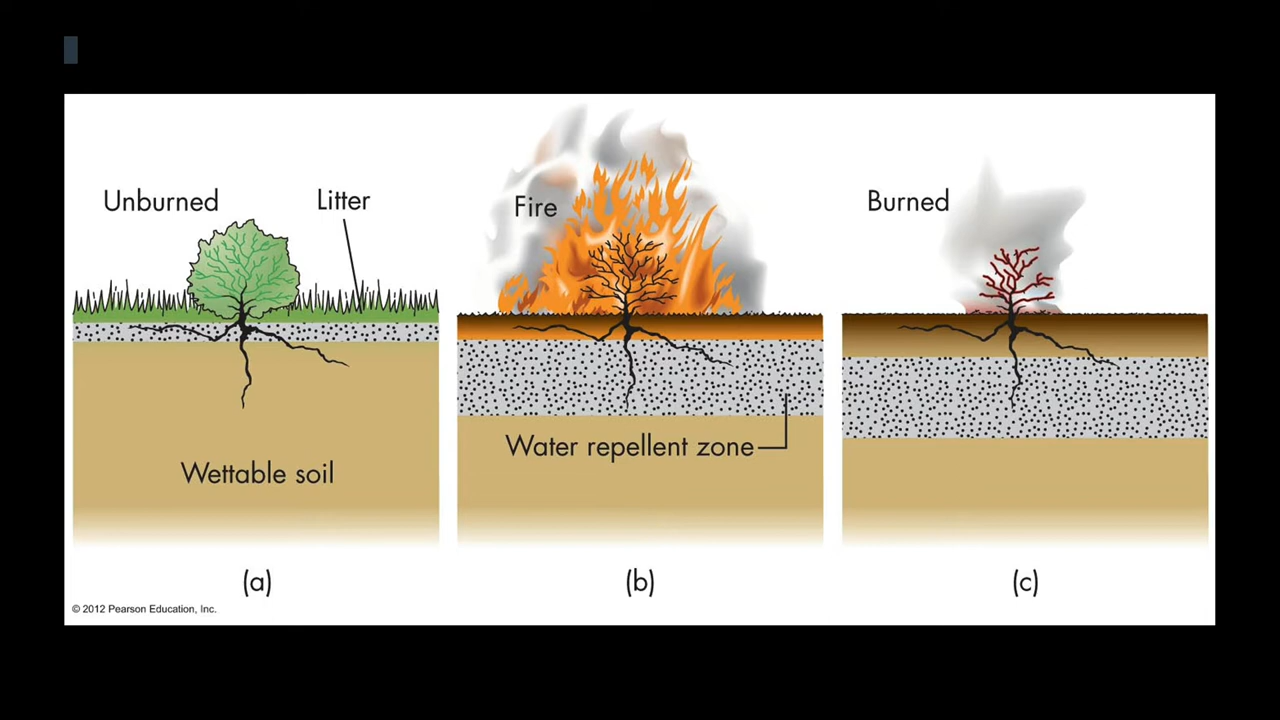 Unburned
Litter
Fire
Burned
Water repellent zone
Wettable soil
(a)
(b)
(c)
© 2012 Pearson Education, Inc.